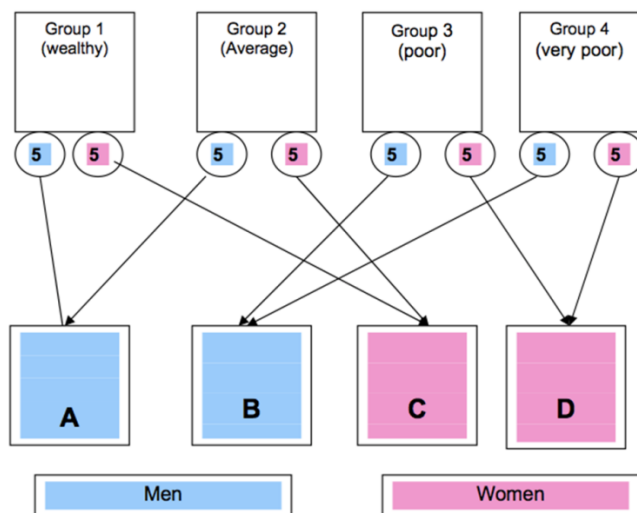 Group 1
(wealthy)
Group 2
(Average)
Group 3
(poor)
Group 4
(very poor)
5
5
5
5
5
5
5
5
A
B
C
D
Men
Women